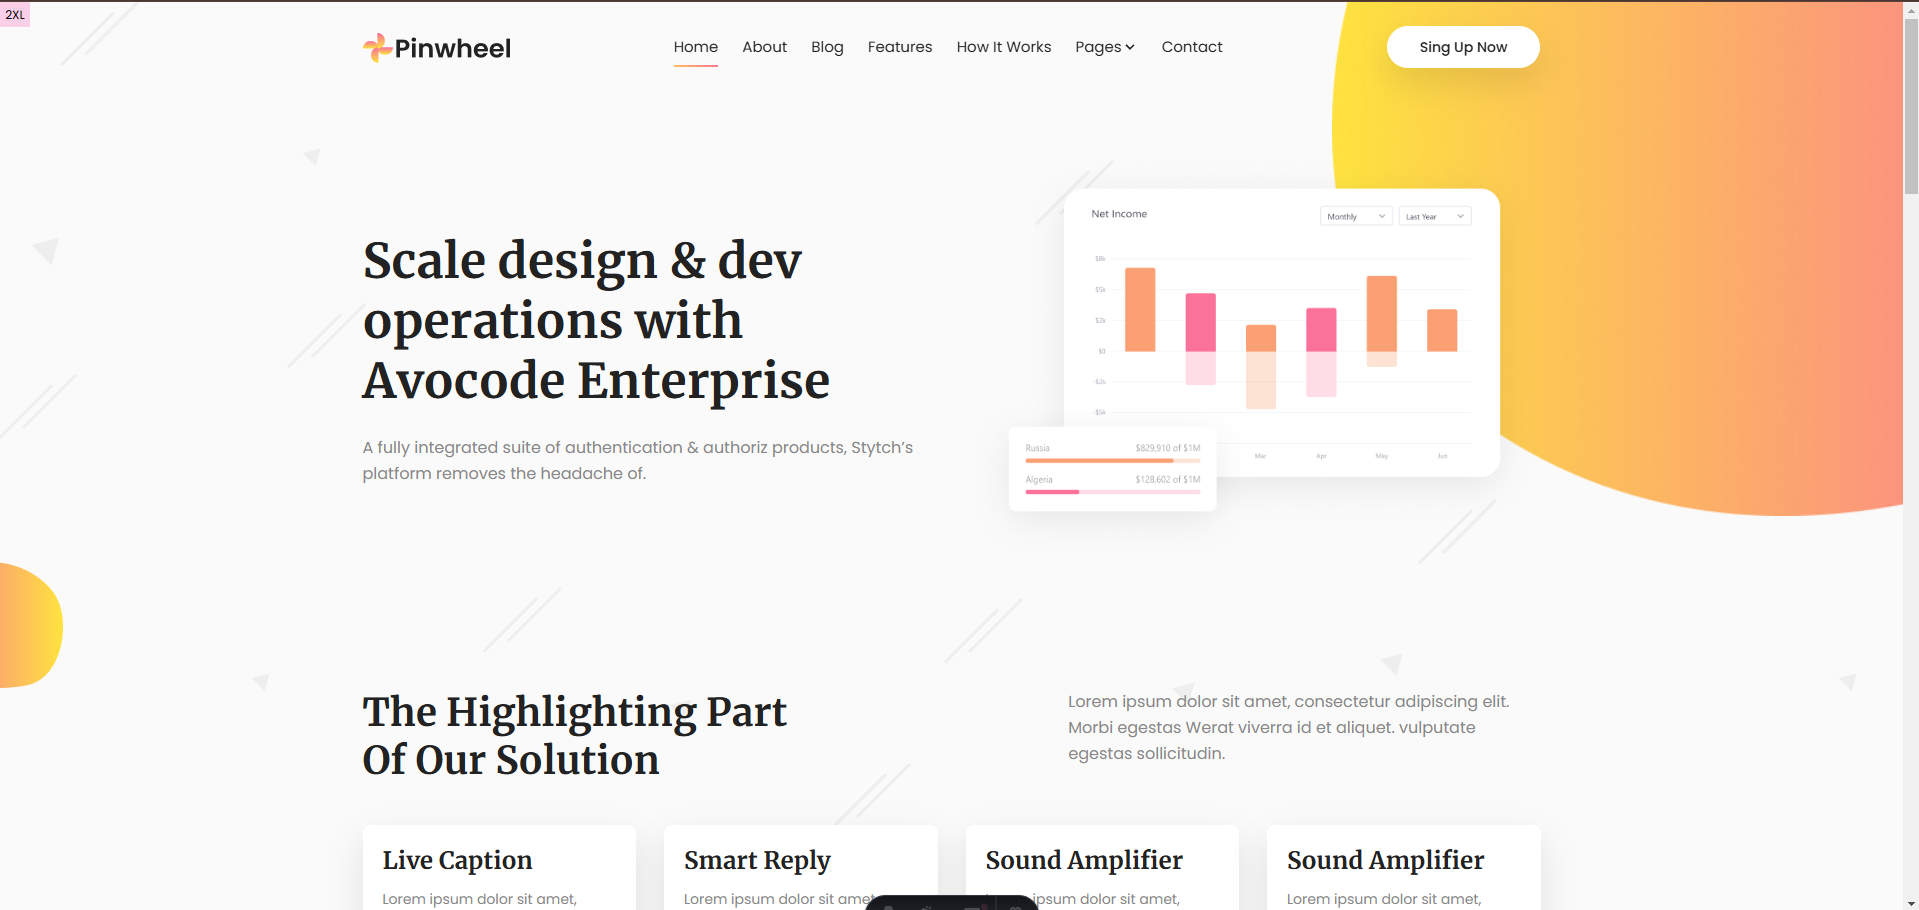 2XL
Pinwheel
Home About Blog Features How It Works Pages Contact
Sing Up Now
Scale design & dev
operations with
Avocode Enterprise
A fully integrated suite of authentication & authoriz products, Stytch's
platform removes the headache of.
Net Income
Monthly
Last Year
$8k
$5k
$2k
$0
-$2k
-$5k
Mar Apr May Jun
Russia $829,910 of $1M
Algeria $128,602 of $1M
The Highlighting Part
Of Our Solution
Lorem ipsum dolor sit amet, consectetur adipiscing elit.
Morbi egestas Werat viverra id et aliquet. vulputate
egestas sollicitudin.
Live Caption
Lorem ipsum dolor sit amet,
Smart Reply
Lorem ipsum dolor sit amet
Sound Amplifier
ipsum dolor sit amet,
Sound Amplifier
Lorem ipsum dolor sit amet,